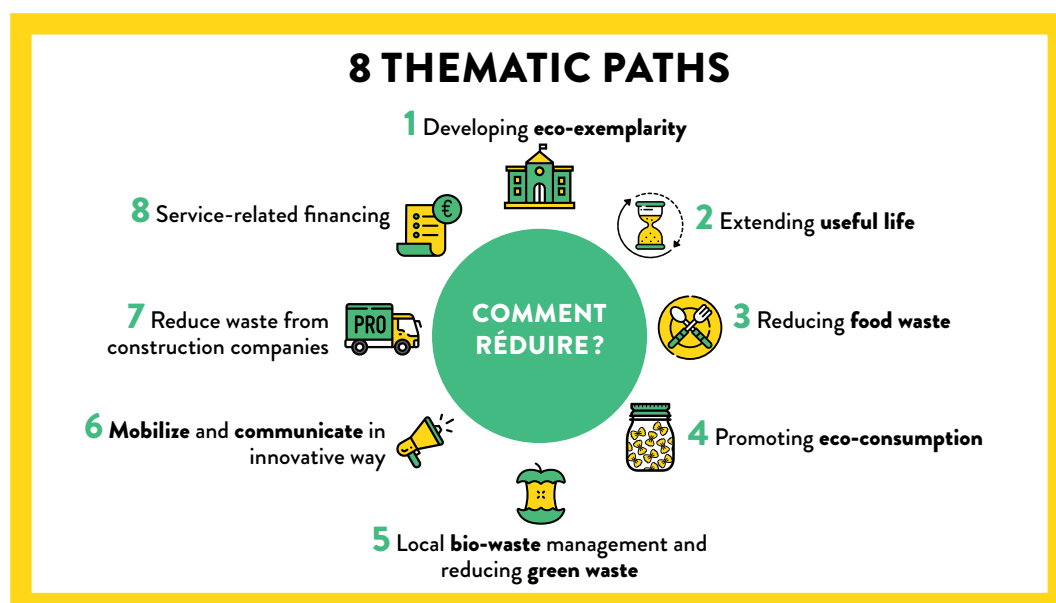 8 THEMATIC PATHS
1 Developing eco-exemplarity
2 Extending useful life
3 Reducing food waste
4 Promoting eco-consumption
5 Local bio-waste management and
reducing green waste
6 Mobilize and communicate in
innovative way
7 Reduce waste from
construction companies
PRO
8 Service-related financing
€
COMMENT
RÉDUIRE?